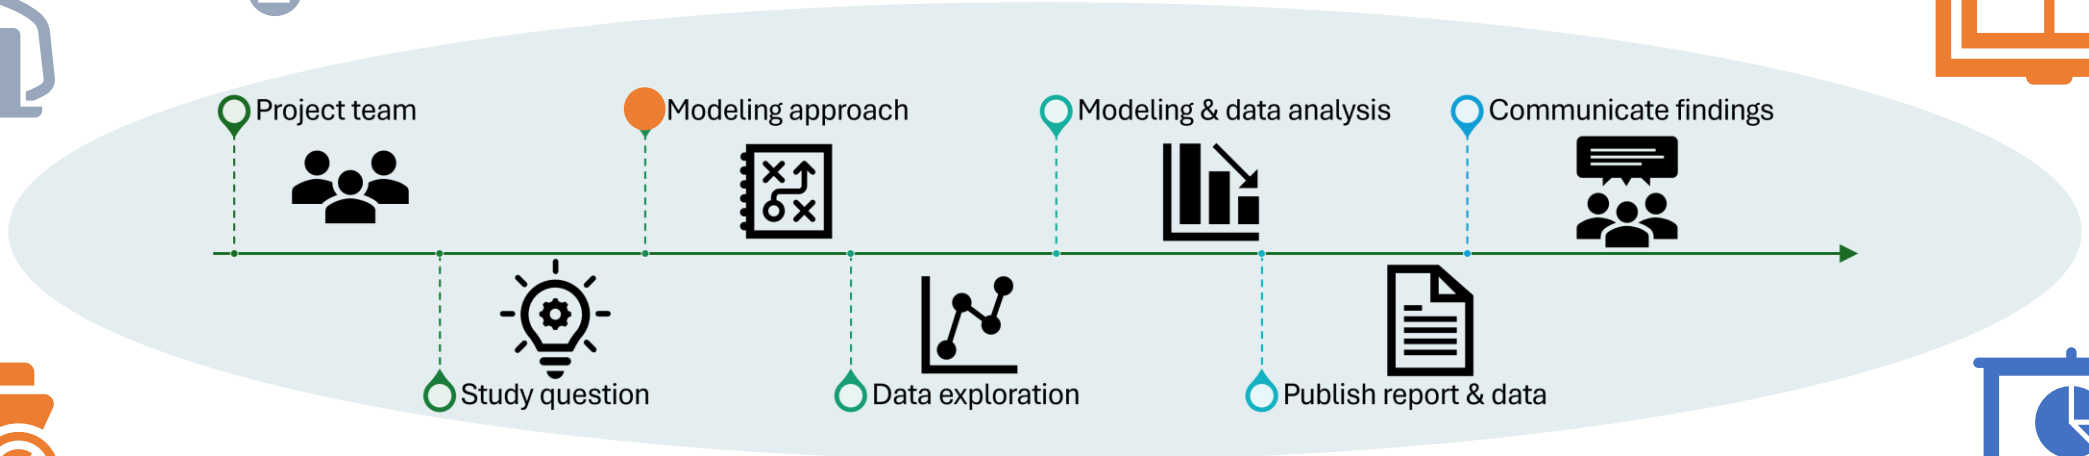 Project team
Modeling approach
Modeling & data analysis
Communicate findings
Study question
Data exploration
Publish report & data